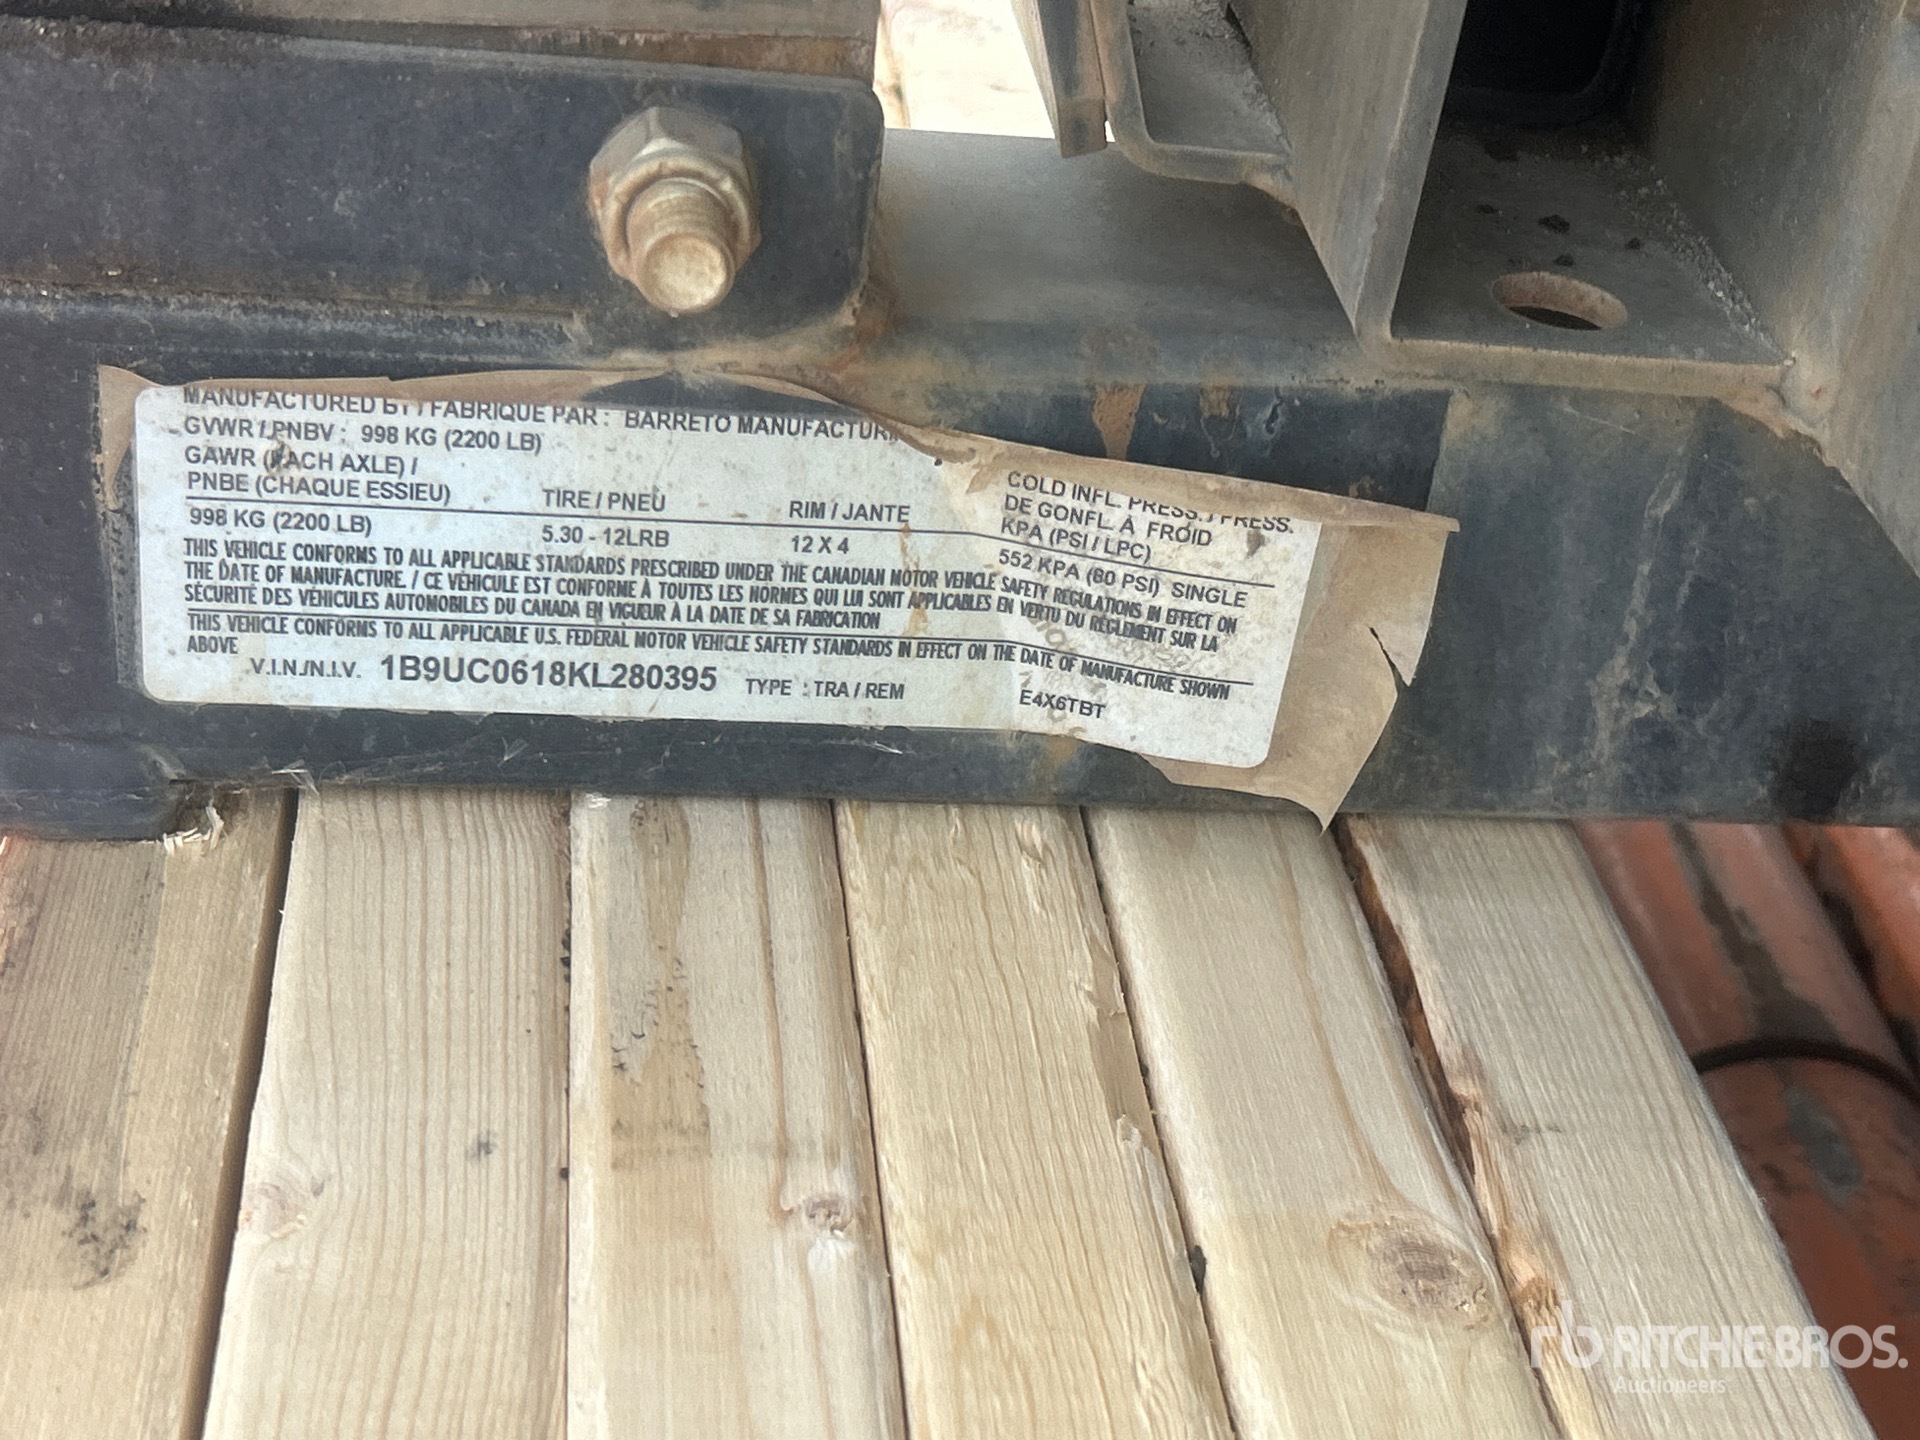 MANUFACTURED BY / FABRIQUE PAR : BARRETO MANUFACTURI
GVWR / PNBV : 998 KG (2200 LB)
GAWR (EACH AXLE) /
PNBE (CHAQUE ESSIEU) TIRE / PNEU RIM / JANTE
COLD INFL. PRESS. / PRESS.
DE GONFL. À FROID
KPA (PSI / LPC)
998 KG (2200 LB) 5.30 - 12LRB 12 X 4 552 KPA (80 PSI) SINGLE
THIS VEHICLE CONFORMS TO ALL APPLICABLE STANDARDS PRESCRIBED UNDER THE CANADIAN MOTOR VEHICLE SAFETY REGULATIONS IN EFFECT ON
THE DATE OF MANUFACTURE. / CE VÉHICULE EST CONFORME À TOUTES LES NORMES QUI LUI SONT APPLICABLES EN VERTU DU RÈGLEMENT SUR LA
SÉCURITÉ DES VÉHICULES AUTOMOBILES DU CANADA EN VIGUEUR À LA DATE DE SA FABRICATION
THIS VEHICLE CONFORMS TO ALL APPLICABLE U.S. FEDERAL MOTOR VEHICLE SAFETY STANDARDS IN EFFECT ON THE DATE OF MANUFACTURE SHOWN
ABOVE
V.I.N./N.I.V. 1B9UC0618KL280395 TYPE : TRA / REM E4X6TBT
rb RITCHIE BROS.
Auctioneers